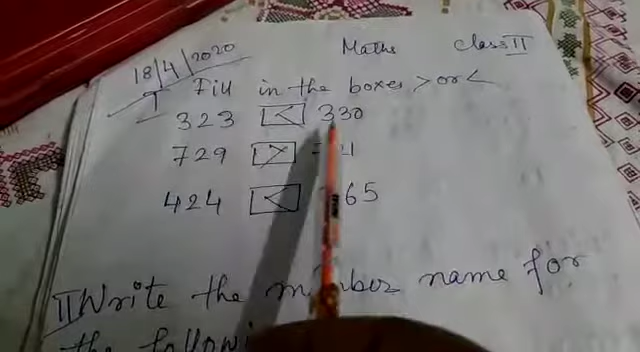 18/4/2020 Maths Class II
I Fill in the boxes > or <
323 < 330
729 >
424 < 65
II Write the number name for
the